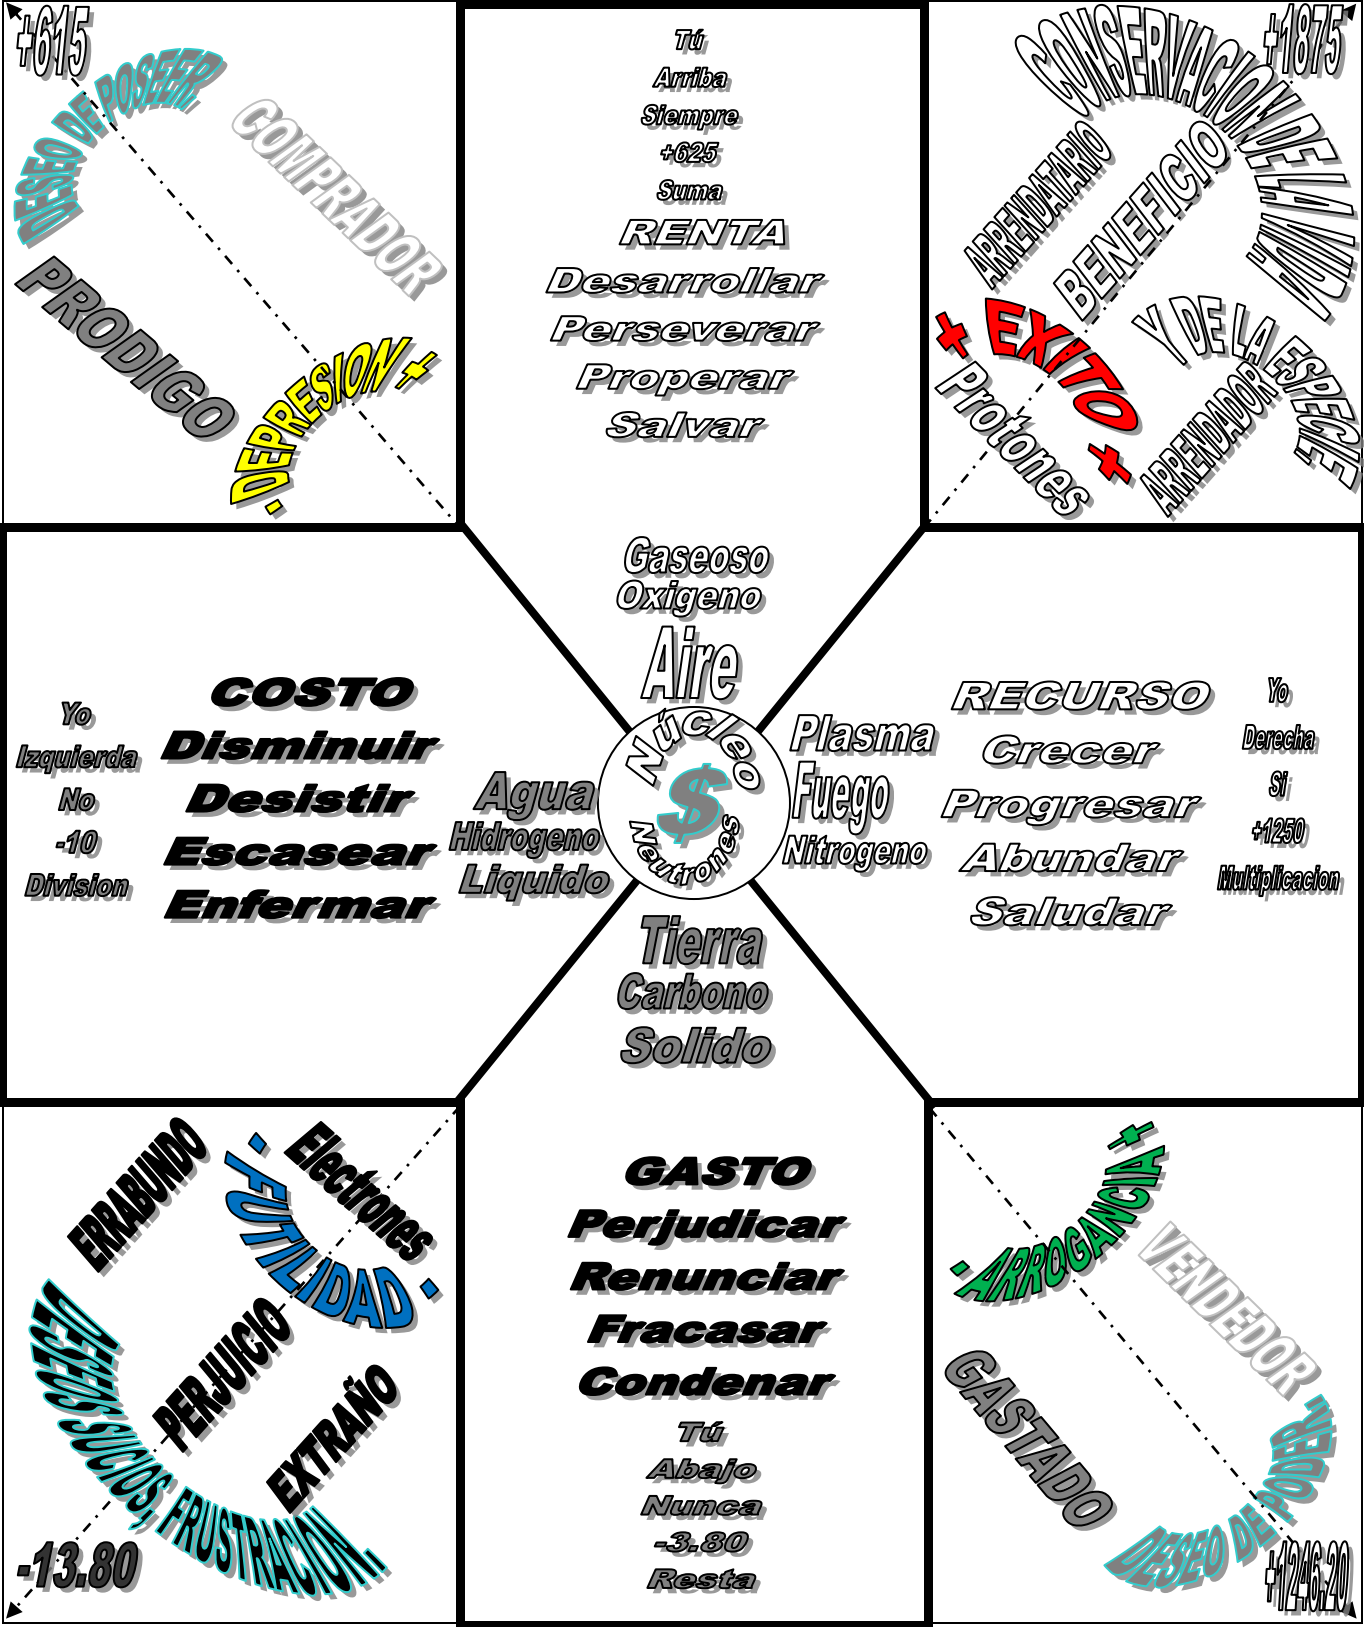 +615
DESEO DE POSEER
COMPRADOR
PRODIGO
- DEPRESION +
Tú
Arriba
Siempre
+625
Suma
RENTA
Desarrollar
Perseverar
Properar
Salvar
Gaseoso
Oxigeno
Aire
+1875
CONSERVACION DE LA VIDA
ARRENDATARIO
BENEFICIO
Y DE LA ESPECIE
+ EXITO +
Protones
ARRENDADOR
Yo
Izquierda
No
-10
Division
COSTO
Disminuir
Desistir
Escasear
Enfermar
Agua
Hidrogeno
Liquido
Núcleo
$
Neutrones
Plasma
Fuego
Nitrogeno
RECURSO
Crecer
Progresar
Abundar
Saludar
Yo
Derecha
Si
+1250
Multiplicacion
Tierra
Carbono
Solido
ERRABUNDO
- FUTILIDAD -
Electrones
PERJUICIO
EXTRAÑO
DESEOS SUCIOS, FRUSTRACION.
-13.80
GASTO
Perjudicar
Renunciar
Fracasar
Condenar
Tú
Abajo
Nunca
-3.80
Resta
- ARROGANCIA +
VENDEDOR
GASTADO
DESEO DE PODER,,
+1246.20